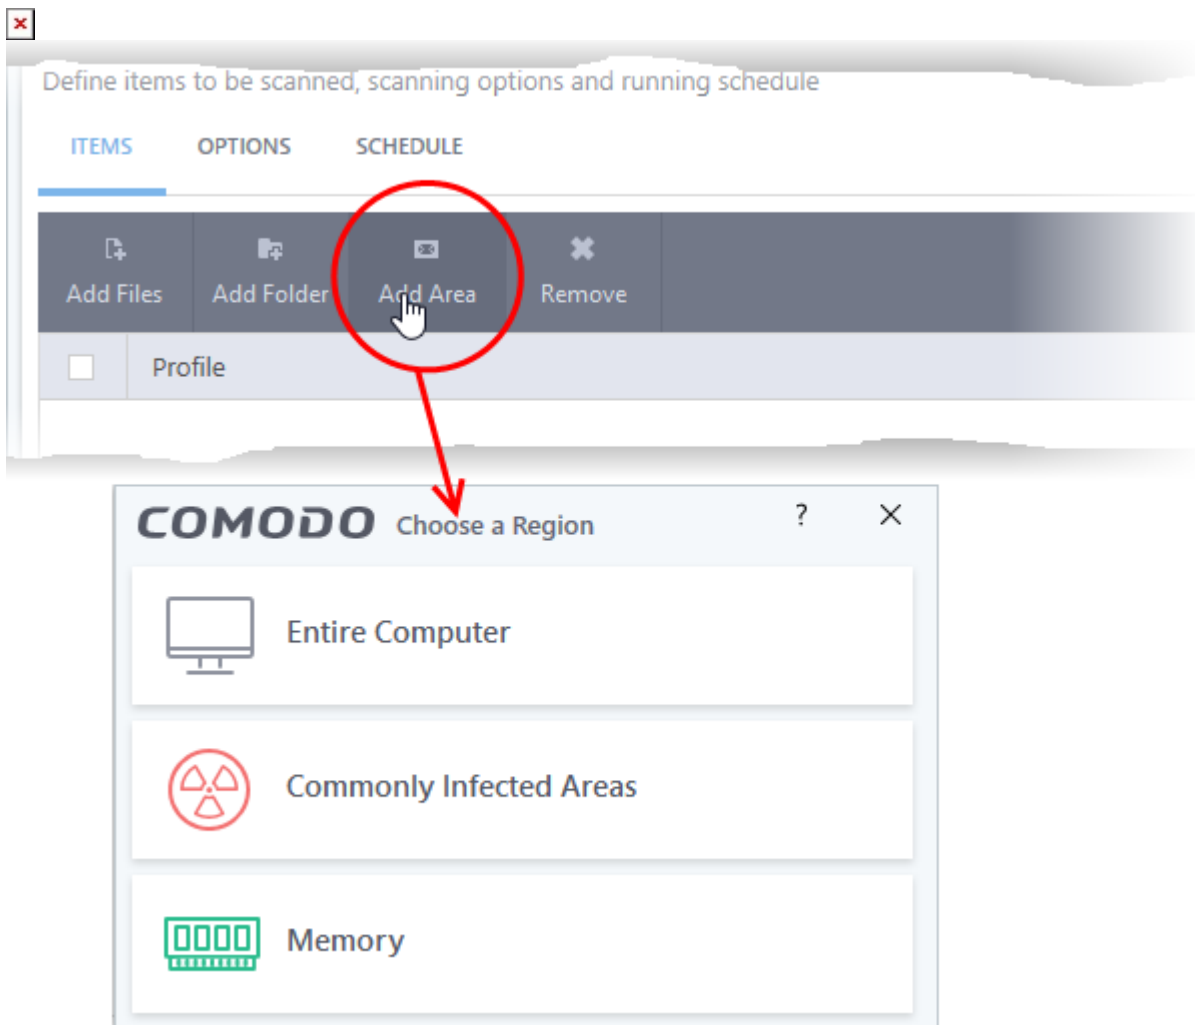 Define items to be scanned, scanning options and running schedule
ITEMS OPTIONS SCHEDULE
Add Files Add Folder Add Area Remove
Profile
COMODO Choose a Region ?
Entire Computer
Commonly Infected Areas
Memory